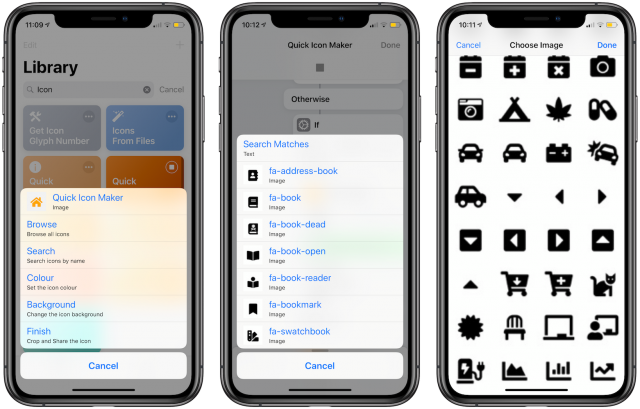 11:09
Edit
Library
Icon
Cancel
Get Icon
Glyph Number
Icons
From Files
Quick
Quick
Quick Icon Maker
Image
Browse
Browse all icons
Search
Search icons by name
Colour
Set the icon colour
Background
Change the icon background
Finish
Crop and Share the icon
Cancel
10:12
Quick Icon Maker
Done
Otherwise
If
Search Matches
Text
fa-address-book
Image
fa-book
Image
fa-book-dead
Image
fa-book-open
Image
fa-book-reader
Image
fa-bookmark
Image
fa-swatchbook
Image
Cancel
10:11
Cancel
Choose Image
Done